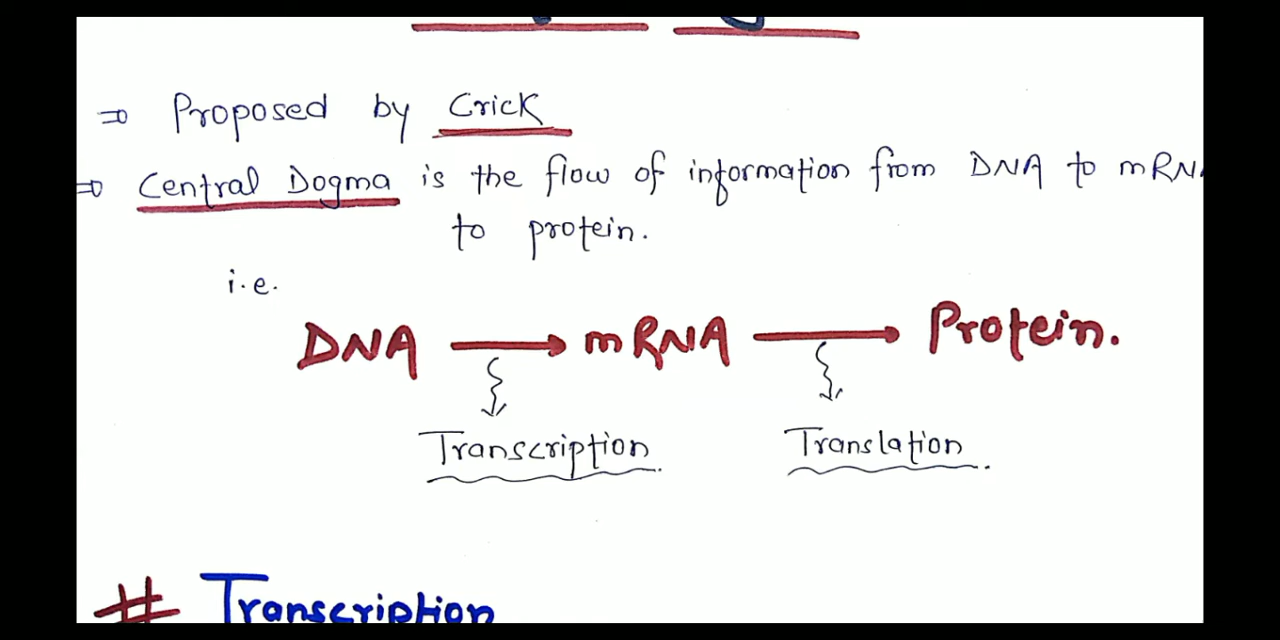 ⇒ Proposed by Crick
⇒ Central Dogma is the flow of information from DNA to mRNA
to protein.
i.e.
DNA → mRNA → Protein.
Transcription. Translation.
# Transcription